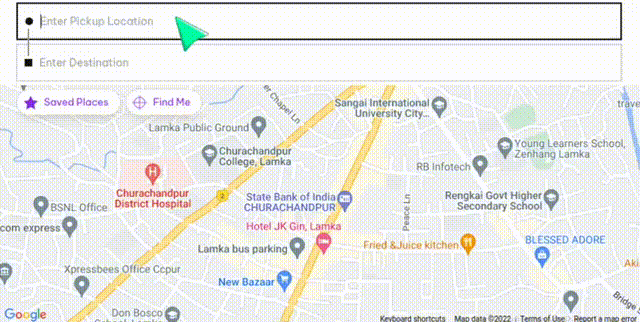 Enter Pickup Location
Enter Destination
Saved Places
Find Me
er Chapel Ln
Sangai International
University City...
trave
Lamka Public Ground
Churachandpur
College, Lamka
Young Learners School,
Zenhang Lamka
RB Infotech
Churachandpur
District Hospital
2
State Bank of India
CHURACHANDPUR
Rengkai Govt Higher
Secondary School
BSNL Office
Peace Ln
com express
Hotel JK Gin, Lamka
Lamka bus parking
Fried &Juice kitchen
BLESSED ADORE
Aki
Xpressbees Office Ccpur
New Bazaar
Bridge
Don Bosco
Google
Keyboard shortcuts
Map data ©2022
Terms of Use
Report a map error